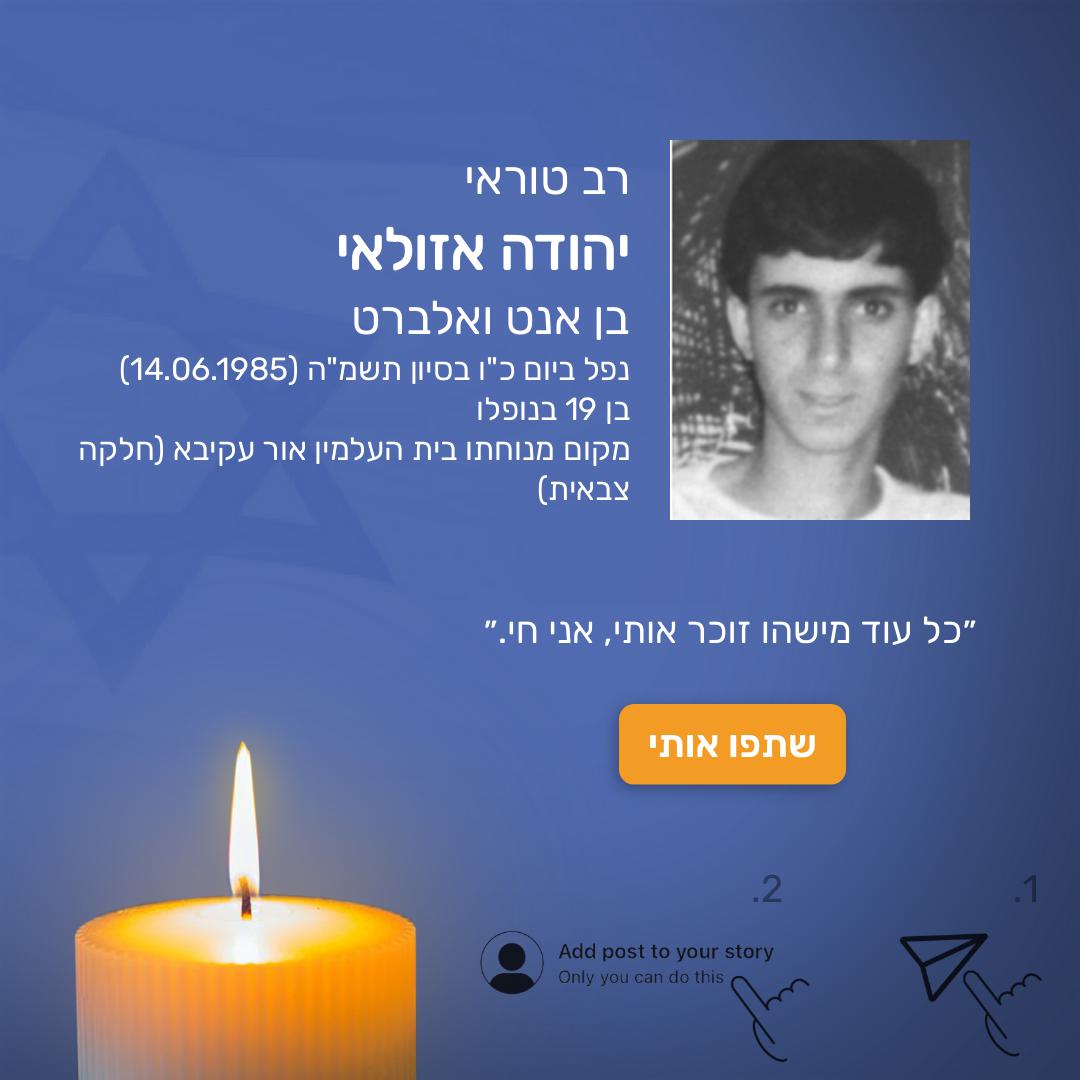 רב טוראי
יהודה אזולאי
בן אנט ואלברט
נפל ביום כ"ו בסיון תשמ"ה (14.06.1985)
בן 19 בנופלו
מקום מנוחתו בית העלמין אור עקיבא (חלקה
צבאית)
״כל עוד מישהו זוכר אותי, אני חי.״
שתפו אותי
.1
.2
Add post to your story
Only you can do this